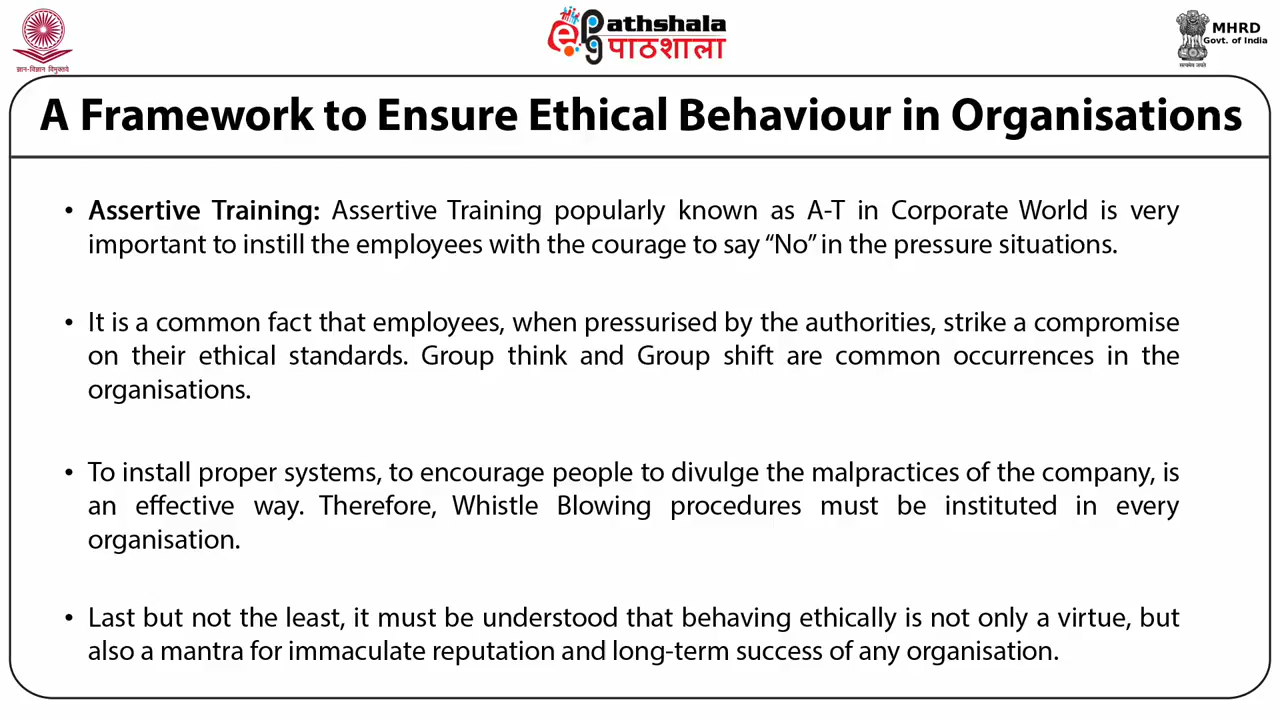 ज्ञान-विज्ञान विमुक्तये
ePG Pathshala
पाठशाला
MHRD
Govt. of India
सत्यमेव जयते
A Framework to Ensure Ethical Behaviour in Organisations
• Assertive Training: Assertive Training popularly known as A-T in Corporate World is very
important to instill the employees with the courage to say “No” in the pressure situations.
• It is a common fact that employees, when pressurised by the authorities, strike a compromise
on their ethical standards. Group think and Group shift are common occurrences in the
organisations.
• To install proper systems, to encourage people to divulge the malpractices of the company, is
an effective way. Therefore, Whistle Blowing procedures must be instituted in every
organisation.
• Last but not the least, it must be understood that behaving ethically is not only a virtue, but
also a mantra for immaculate reputation and long-term success of any organisation.